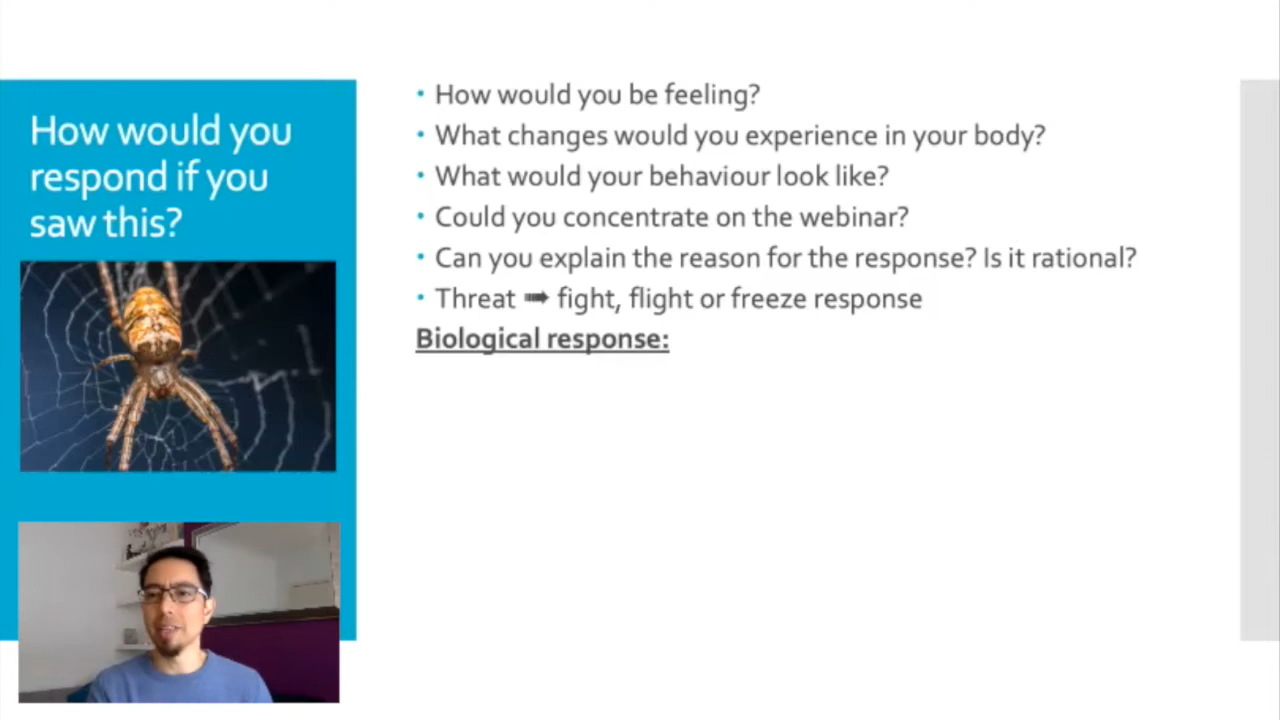 How would you
respond if you
saw this?
• How would you be feeling?
• What changes would you experience in your body?
• What would your behaviour look like?
• Could you concentrate on the webinar?
• Can you explain the reason for the response? Is it rational?
• Threat ➠ fight, flight or freeze response
Biological response: